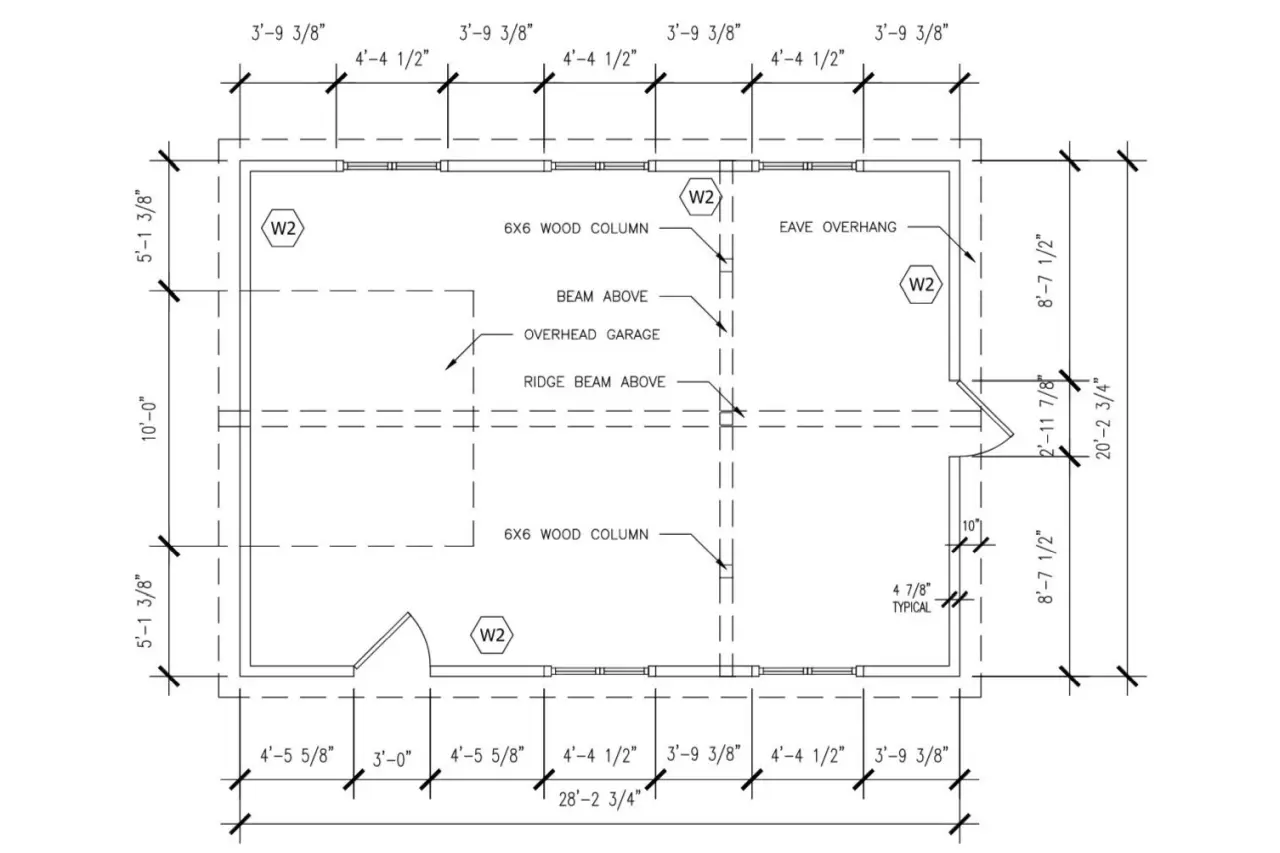 3'-9 3/8" 3'-9 3/8" 3'-9 3/8" 3'-9 3/8"
4'-4 1/2" 4'-4 1/2" 4'-4 1/2"
5'-1 3/8"
W2
W2
6X6 WOOD COLUMN
EAVE OVERHANG
8'-7 1/2"
W2
BEAM ABOVE
OVERHEAD GARAGE
RIDGE BEAM ABOVE
10'-0"
2'-11 7/8"
20'-2 3/4"
6X6 WOOD COLUMN
10"
8'-7 1/2"
4 7/8"
TYPICAL
5'-1 3/8"
W2
4'-5 5/8" 3'-0" 4'-5 5/8" 4'-4 1/2" 3'-9 3/8" 4'-4 1/2" 3'-9 3/8"
28'-2 3/4"